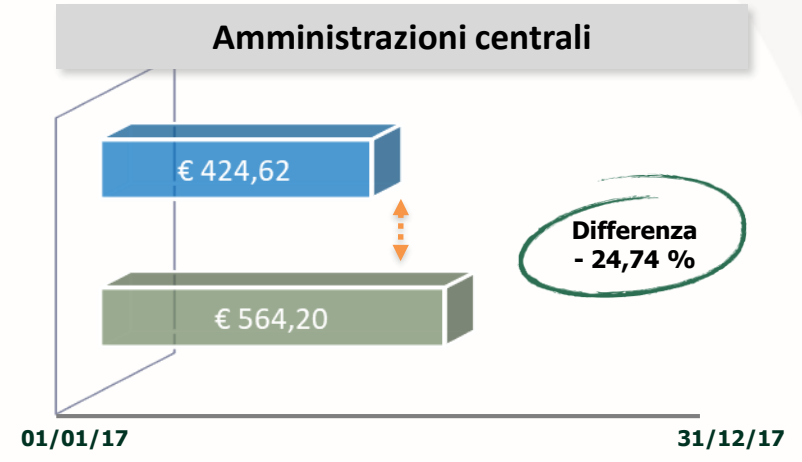 Amministrazioni centrali
€ 424,62
Differenza
- 24,74 %
€ 564,20
01/01/17
31/12/17